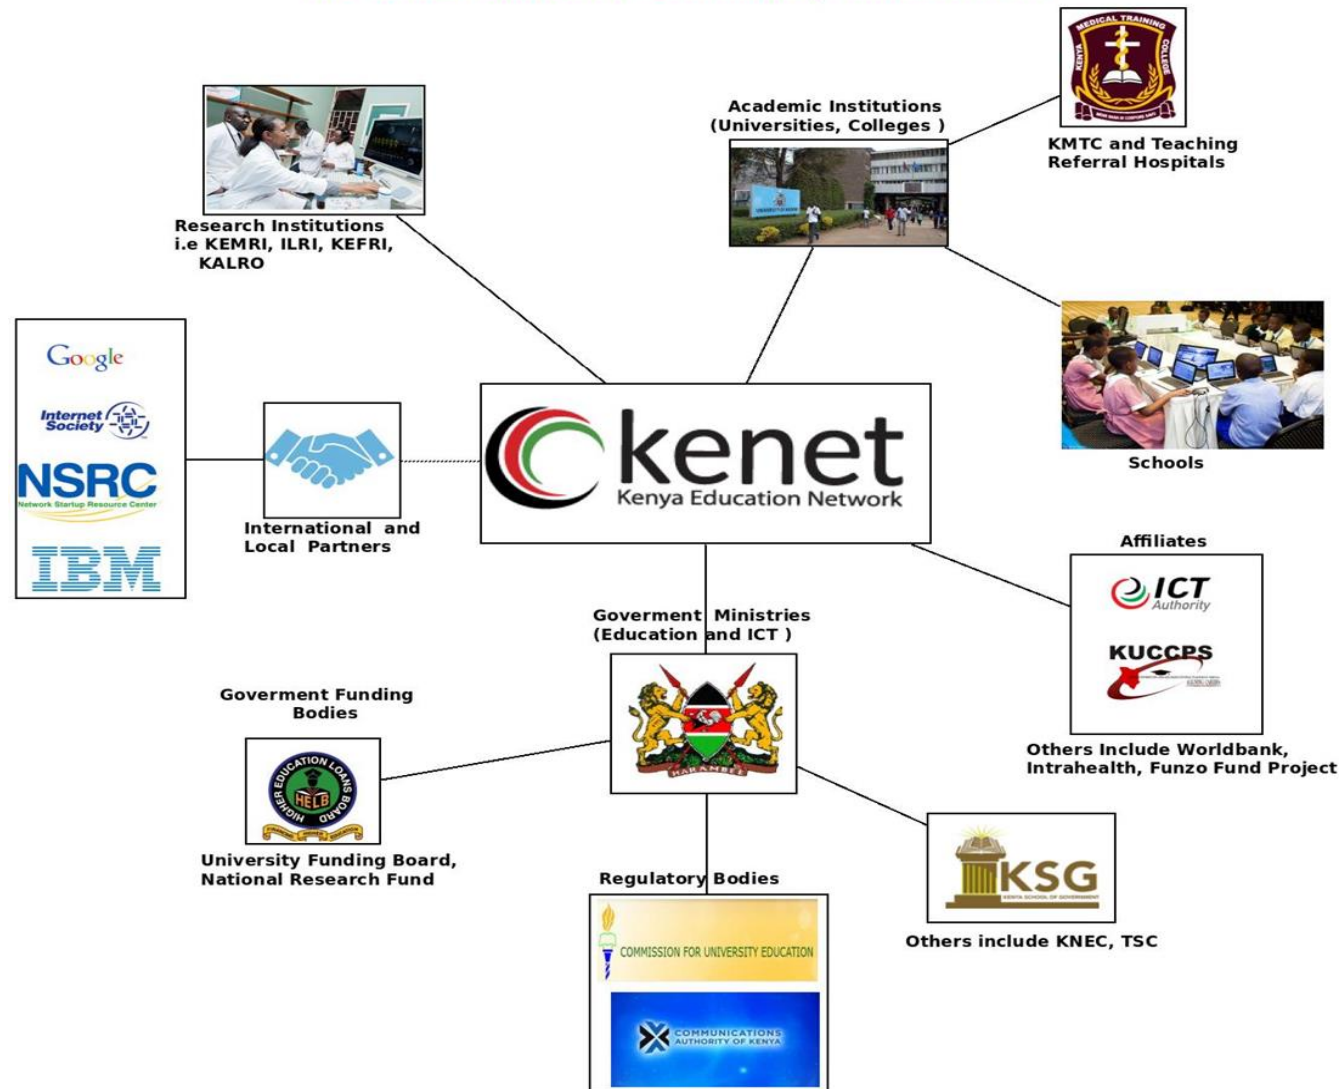 KENYA MEDICAL TRAINING COLLEGE
KMTC and Teaching
Referral Hospitals
Academic Institutions
(Universities, Colleges )
Research Institutions
i.e KEMRI, ILRI, KEFRI,
KALRO
Schools
Google
Internet
Society
NSRC
Network Startup Resource Center
IBM
International and
Local Partners
kenet
Kenya Education Network
Affiliates
ICT
Authority
KUCCPS
Others Include Worldbank,
Intrahealth, Funzo Fund Project
Goverment Ministries
(Education and ICT )
HARAMBEE
Goverment Funding
Bodies
HIGHER EDUCATION LOANS BOARD
HELB
FINANCING HIGHER EDUCATION
University Funding Board,
National Research Fund
Regulatory Bodies
COMMISSION FOR UNIVERSITY EDUCATION
COMMUNICATIONS
AUTHORITY OF KENYA
KSG
KENYA SCHOOL OF GOVERNMENT
Others include KNEC, TSC